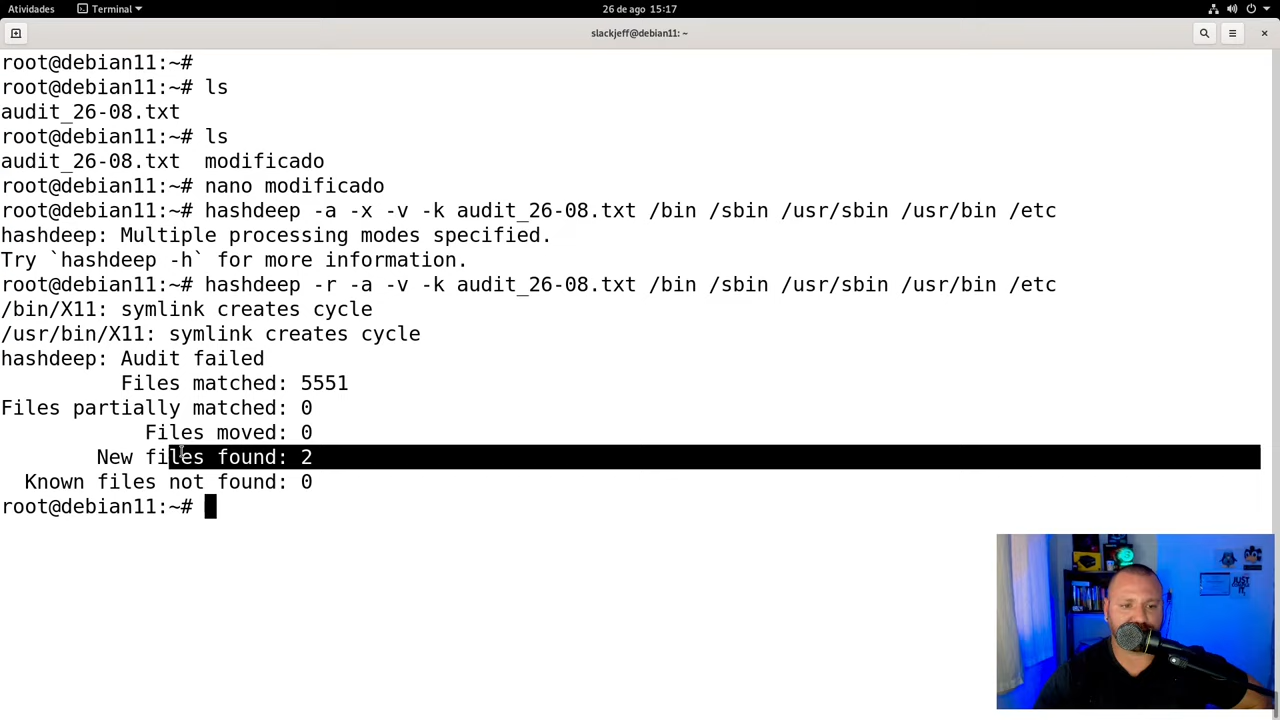 Atividades
Terminal
26 de ago 15:17
slackjeff@debian11: ~
root@debian11:~#
root@debian11:~# ls
audit_26-08.txt
root@debian11:~# ls
audit_26-08.txt  modificado
root@debian11:~# nano modificado
root@debian11:~# hashdeep -a -x -v -k audit_26-08.txt /bin /sbin /usr/sbin /usr/bin /etc
hashdeep: Multiple processing modes specified.
Try `hashdeep -h` for more information.
root@debian11:~# hashdeep -r -a -v -k audit_26-08.txt /bin /sbin /usr/sbin /usr/bin /etc
/bin/X11: symlink creates cycle
/usr/bin/X11: symlink creates cycle
hashdeep: Audit failed
Files matched: 5551
Files partially matched: 0
Files moved: 0
New files found: 2
Known files not found: 0
root@debian11:~#
JUST